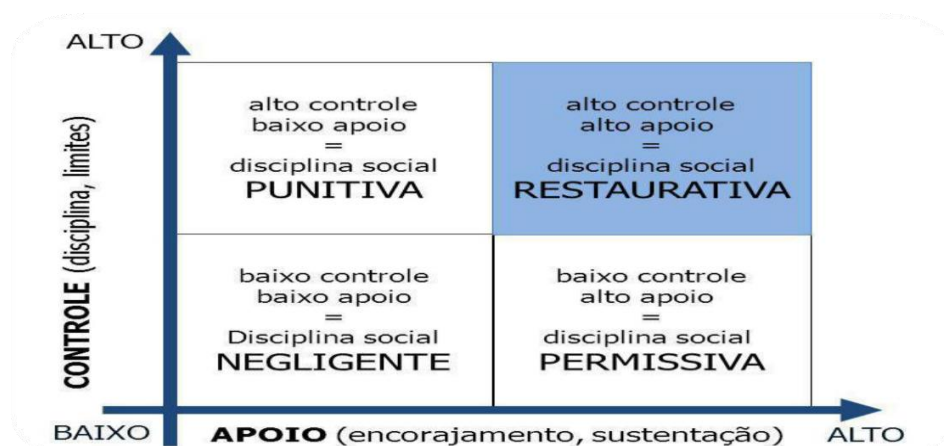 ALTO
CONTROLE (disciplina, limites)
alto controle
baixo apoio
=
disciplina social
PUNITIVA
alto controle
alto apoio
=
disciplina social
RESTAURATIVA
baixo controle
baixo apoio
=
Disciplina social
NEGLIGENTE
baixo controle
alto apoio
=
disciplina social
PERMISSIVA
BAIXO
APOIO (encorajamento, sustentação)
ALTO